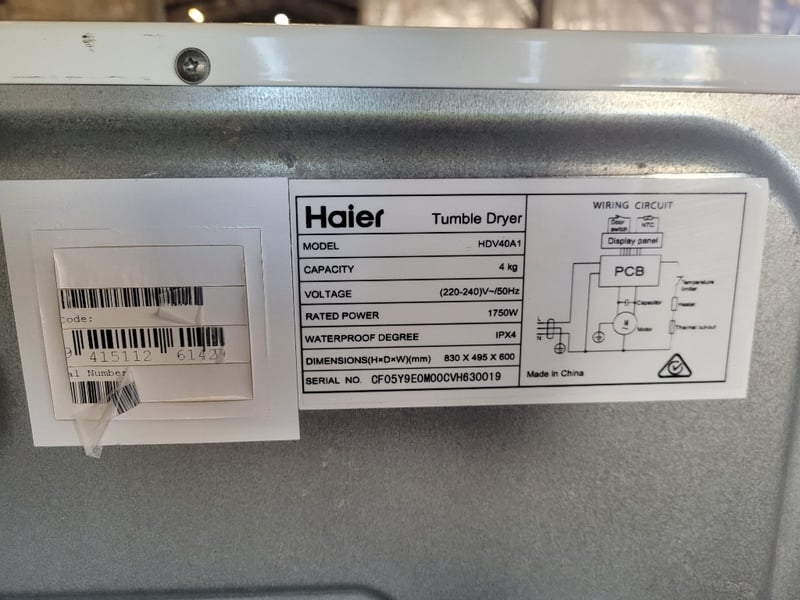 Code:
9 415112 6142
al Number
Haier Tumble Dryer
MODEL HDV40A1
CAPACITY 4 kg
VOLTAGE (220-240)V~/50Hz
RATED POWER 1750W
WATERPROOF DEGREE IPX4
DIMENSIONS(H×D×W)(mm) 830 X 495 X 600
SERIAL NO. CF05Y9E0M00CVH630019
WIRING CIRCUIT
Door switch
NTC
Display panel
PCB
Temperature limiter
Capacitor
Heater
M
Motor
Thermal cut-out
L
N
Made in China